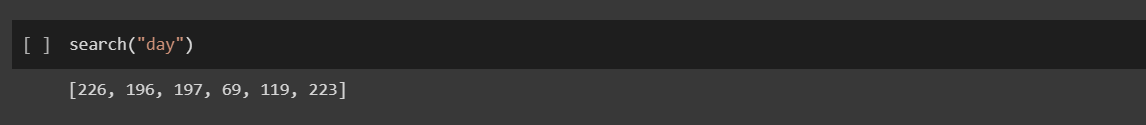 [ ] search("day")
[226, 196, 197, 69, 119, 223]